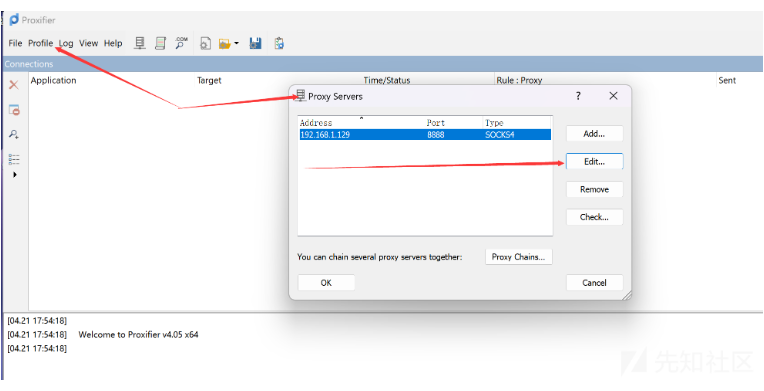 Proxifier
File Profile Log View Help
Connections
Application Target Time/Status Rule : Proxy Sent
Proxy Servers ? ×
Address Port Type
192.168.1.129 8888 SOCKS4
Add...
Edit...
Remove
Check...
You can chain several proxy servers together: Proxy Chains...
OK Cancel
[04.21 17:54:18]
[04.21 17:54:18] Welcome to Proxifier v4.05 x64
[04.21 17:54:18]
先知社区